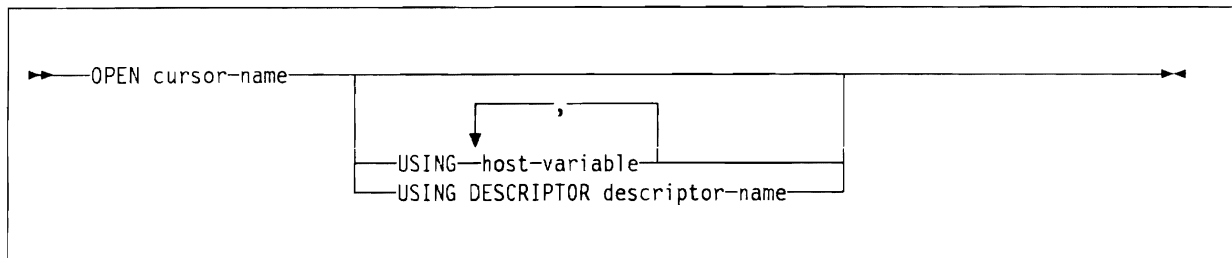 OPEN cursor-name
,
USING host-variable
USING DESCRIPTOR descriptor-name